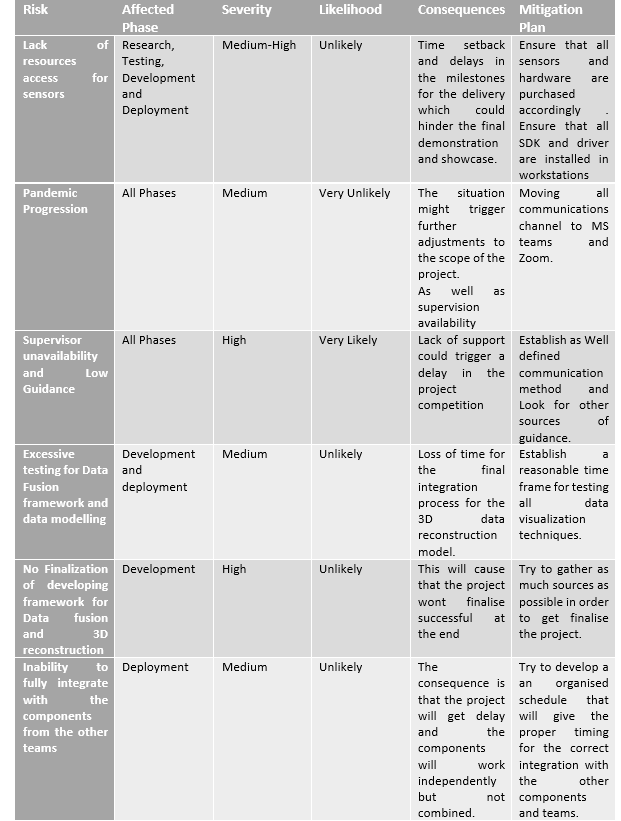 Risk
Affected
Phase
Severity
Likelihood
Consequences
Mitigation
Plan
Lack of
resources
access for
sensors
Research,
Testing,
Development
and
Deployment
Medium-High
Unlikely
Time setback
and delays in
the milestones
for the delivery
which could
hinder the final
demonstration
and showcase.
Ensure that all
sensors and
hardware are
purchased
accordingly .
Ensure that all
SDK and driver
are installed in
workstations
Pandemic
Progression
All Phases
Medium
Very Unlikely
The situation
might trigger
further
adjustments to
the scope of the
project.
As well as
supervision
availability
Moving all
communications
channel to MS
teams and
Zoom.
Supervisor
unavailability
and Low
Guidance
All Phases
High
Very Likely
Lack of support
could trigger a
delay in the
project
competition
Establish as Well
defined
communication
method and
Look for other
sources of
guidance.
Excessive
testing for Data
Fusion
framework and
data modelling
Development
and
deployment
Medium
Unlikely
Loss of time for
the final
integration
process for the
3D data
reconstruction
model.
Establish a
reasonable time
frame for testing
all data
visualization
techniques.
No Finalization
of developing
framework for
Data fusion
and 3D
reconstruction
Development
High
Unlikely
This will cause
that the project
wont finalise
successful at
the end
Try to gather as
much sources as
possible in order
to get finalise
the project.
Inability to
fully integrate
with the
components
from the other
teams
Deployment
Medium
Unlikely
The
consequence is
that the project
will get delay
and the
components
will work
independently
but not
combined.
Try to develop a
an organised
schedule that
will give the
proper timing
for the correct
integration with
the other
components
and teams.